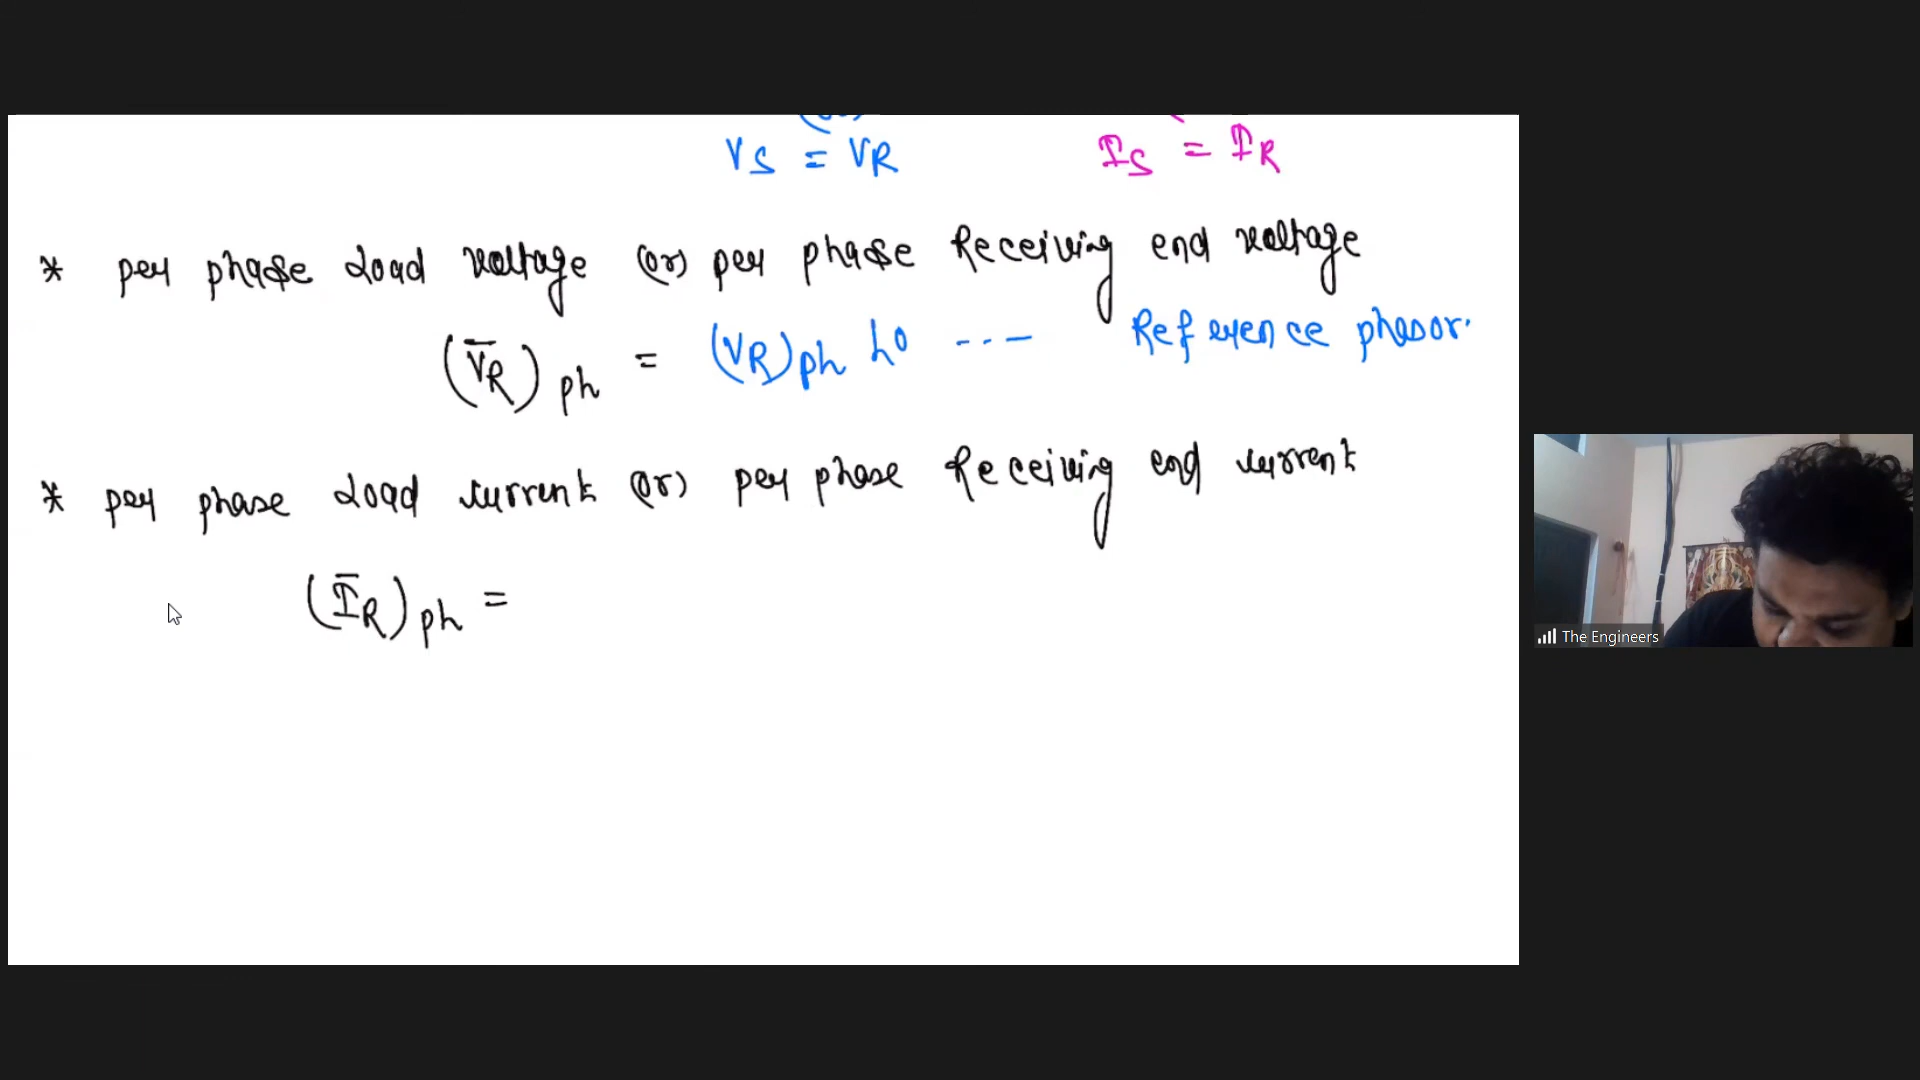 VS = VR IS = IR
* per phase load voltage (or) per phase Receiving end voltage
(V̅R)ph = (VR)ph ∠0 --- Reference phasor.
* per phase load current (or) per phase Receiving end current
(I̅R)ph =
The Engineers